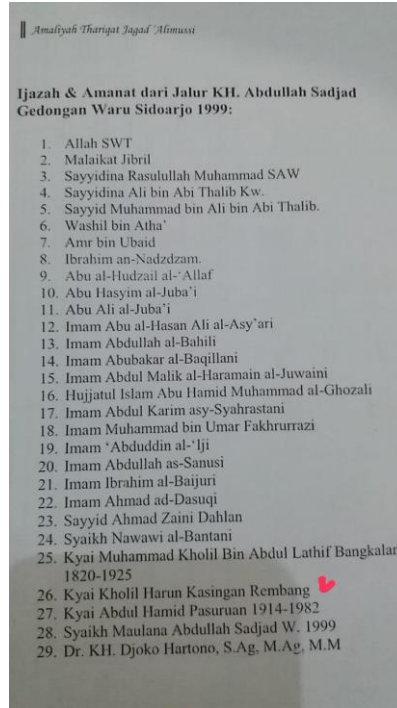 Amaliyah Thariqat Jagad 'Alimussi
Ijazah & Amanat dari Jalur KH. Abdullah Sadjad
Gedongan Waru Sidoarjo 1999:
1. Allah SWT
2. Malaikat Jibril
3. Sayyidina Rasulullah Muhammad SAW
4. Sayyidina Ali bin Abi Thalib Kw.
5. Sayyid Muhammad bin Ali bin Abi Thalib.
6. Washil bin Atha'
7. Amr bin Ubaid
8. Ibrahim an-Nadzdzam.
9. Abu al-Hudzail al-'Allaf
10. Abu Hasyim al-Juba'i
11. Abu Ali al-Juba'i
12. Imam Abu al-Hasan Ali al-Asy'ari
13. Imam Abdullah al-Bahili
14. Imam Abubakar al-Baqillani
15. Imam Abdul Malik al-Haramain al-Juwaini
16. Hujjatul Islam Abu Hamid Muhammad al-Ghozali
17. Imam Abdul Karim asy-Syahrastani
18. Imam Muhammad bin Umar Fakhrurrazi
19. Imam 'Abduddin al-'Iji
20. Imam Abdullah as-Sanusi
21. Imam Ibrahim al-Baijuri
22. Imam Ahmad ad-Dasuqi
23. Sayyid Ahmad Zaini Dahlan
24. Syaikh Nawawi al-Bantani
25. Kyai Muhammad Kholil Bin Abdul Lathif Bangkalan
1820-1925
26. Kyai Kholil Harun Kasingan Rembang
27. Kyai Abdul Hamid Pasuruan 1914-1982
28. Syaikh Maulana Abdullah Sadjad W. 1999
29. Dr. KH. Djoko Hartono, S.Ag, M.Ag, M.M